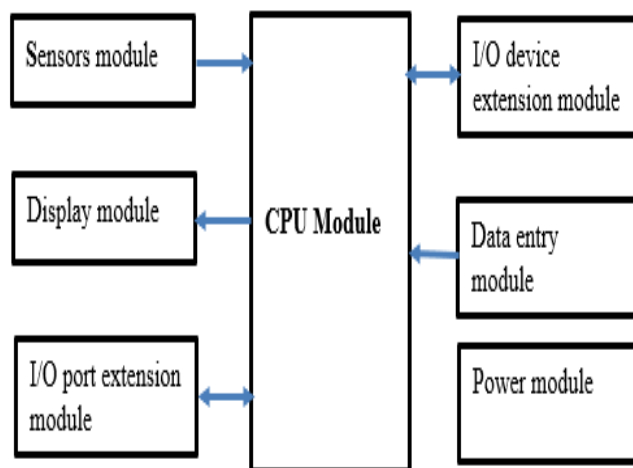 Sensors module
Display module
I/O port extension
module
CPU Module
I/O device
extension module
Data entry
module
Power module